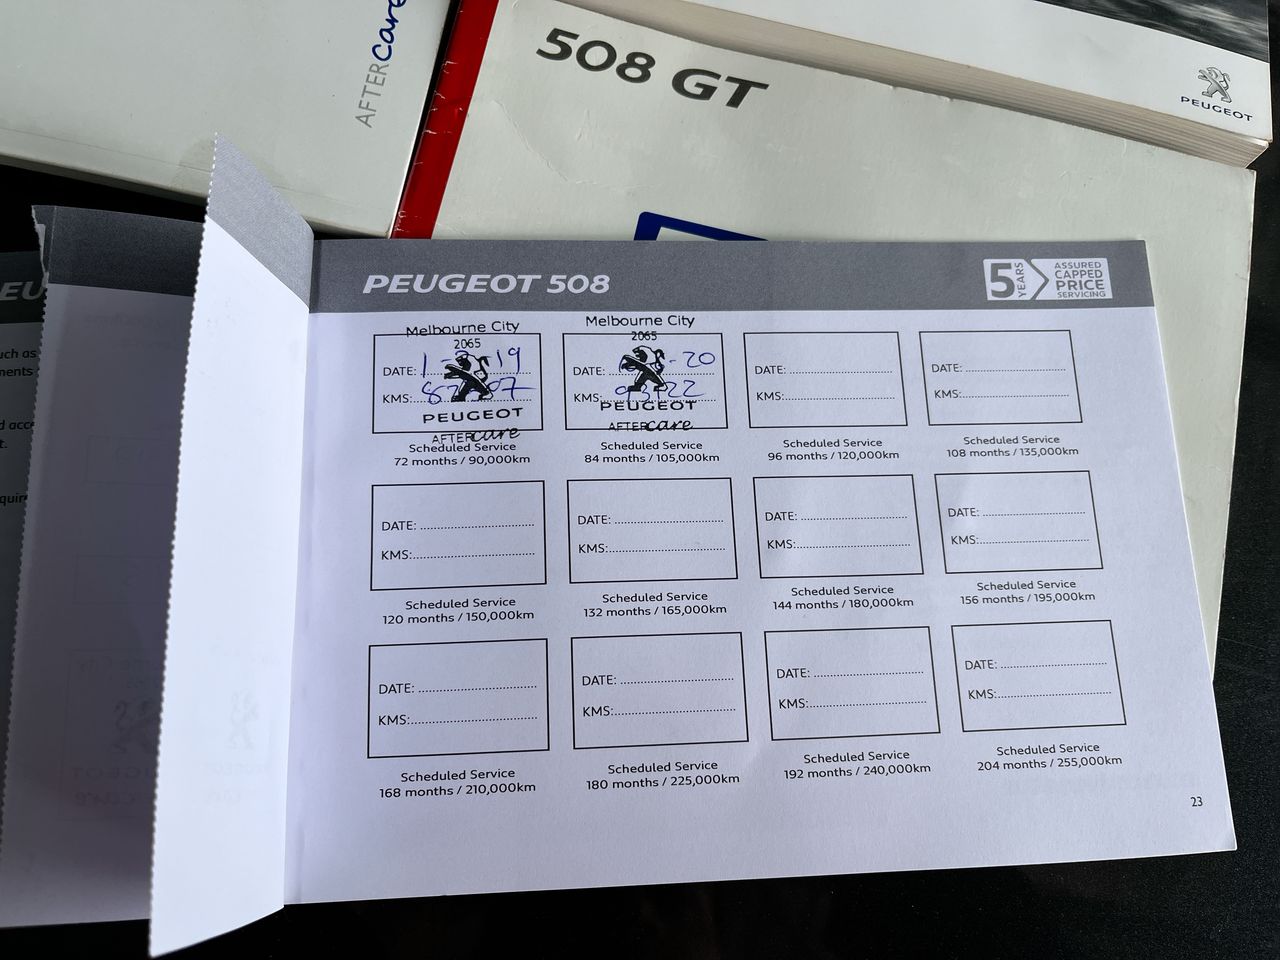 AFTERcare
508 GT
PEUGEOT
PEUGEOT 508
5 YEARS
ASSURED
CAPPED
PRICE
SERVICING
Melbourne City
2065
DATE:
KMS:
PEUGEOT
AFTERcare
Scheduled Service
72 months / 90,000km
Melbourne City
2065
DATE:
KMS:
PEUGEOT
AFTERcare
Scheduled Service
84 months / 105,000km
DATE:
KMS:
Scheduled Service
96 months / 120,000km
DATE:
KMS:
Scheduled Service
108 months / 135,000km
DATE:
KMS:
Scheduled Service
120 months / 150,000km
DATE:
KMS:
Scheduled Service
132 months / 165,000km
DATE:
KMS:
Scheduled Service
144 months / 180,000km
DATE:
KMS:
Scheduled Service
156 months / 195,000km
DATE:
KMS:
Scheduled Service
168 months / 210,000km
DATE:
KMS:
Scheduled Service
180 months / 225,000km
DATE:
KMS:
Scheduled Service
192 months / 240,000km
DATE:
KMS:
Scheduled Service
204 months / 255,000km
23